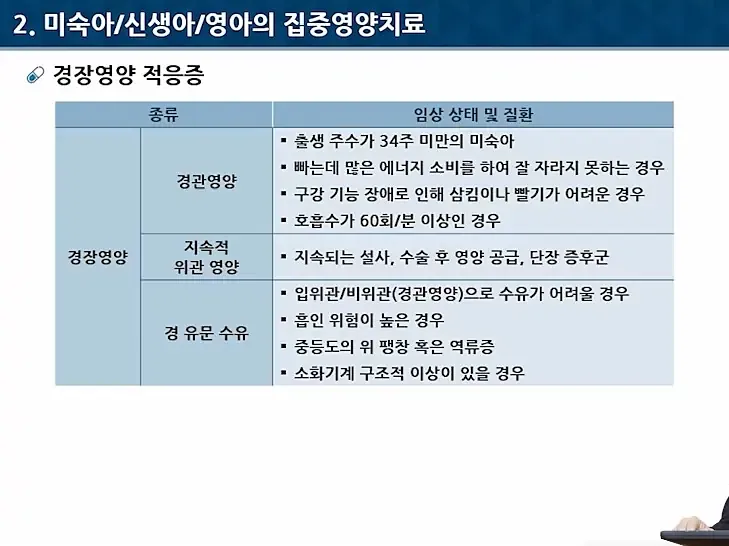 2. 미숙아/신생아/영아의 집중영양치료
경장영양 적응증
종류
임상 상태 및 질환
경장영양
경관영양
▪ 출생 주수가 34주 미만의 미숙아
▪ 빠는데 많은 에너지 소비를 하여 잘 자라지 못하는 경우
▪ 구강 기능 장애로 인해 삼킴이나 빨기가 어려운 경우
▪ 호흡수가 60회/분 이상인 경우
지속적
위관 영양
▪ 지속되는 설사, 수술 후 영양 공급, 단장 증후군
경 유문 수유
▪ 입위관/비위관(경관영양)으로 수유가 어려울 경우
▪ 흡인 위험이 높은 경우
▪ 중등도의 위 팽창 혹은 역류증
▪ 소화기계 구조적 이상이 있을 경우